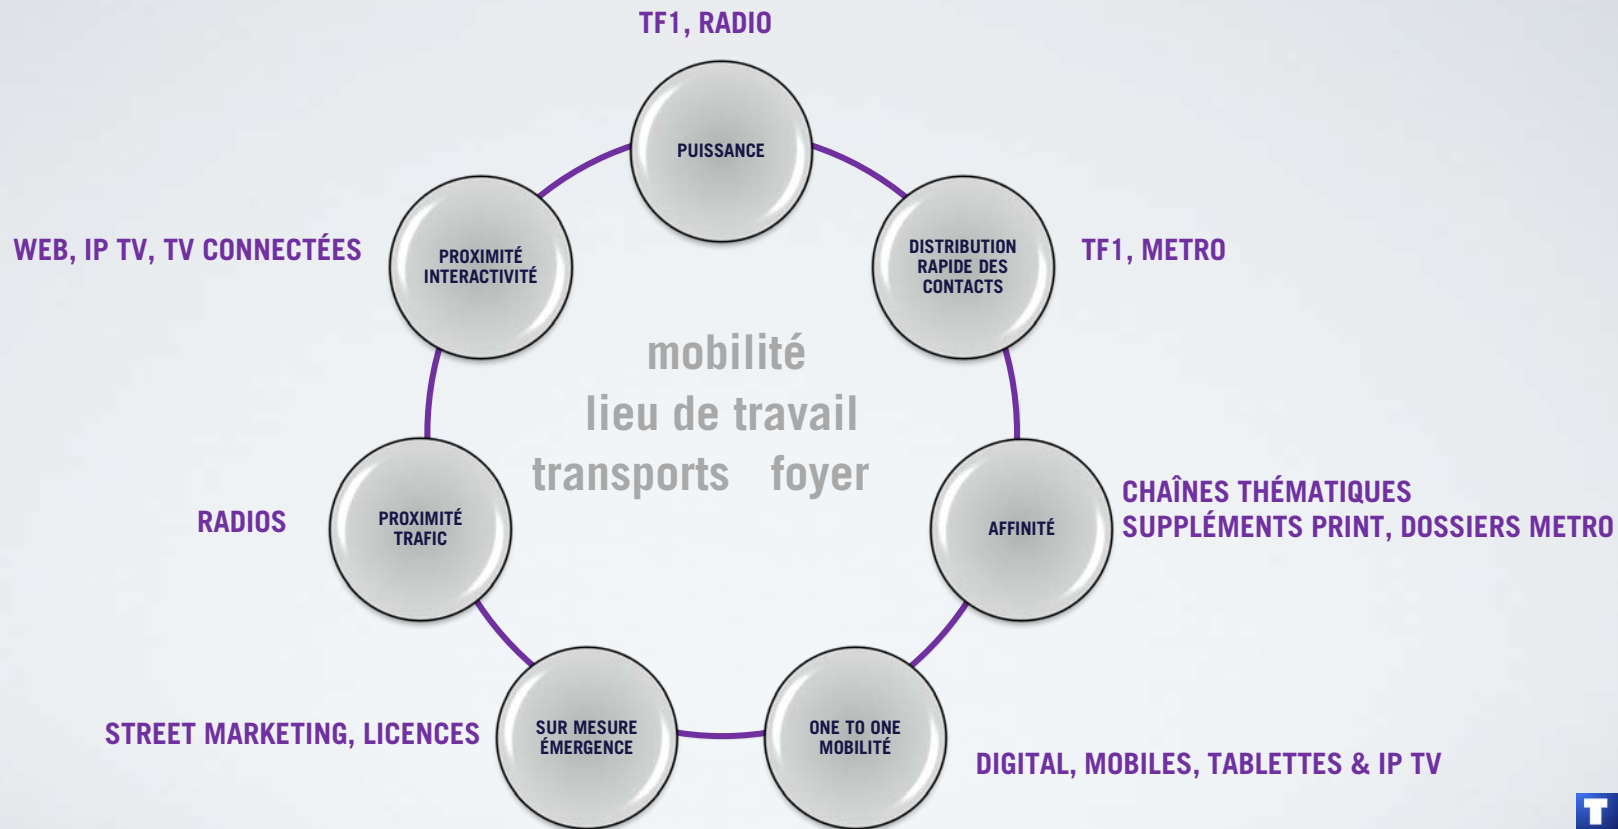 TF1, RADIO
PUISSANCE
DISTRIBUTION
RAPIDE DES
CONTACTS
TF1, METRO
AFFINITÉ
CHAÎNES THÉMATIQUES
SUPPLÉMENTS PRINT, DOSSIERS METRO
ONE TO ONE
MOBILITÉ
DIGITAL, MOBILES, TABLETTES & IP TV
SUR MESURE
ÉMERGENCE
STREET MARKETING, LICENCES
PROXIMITÉ
TRAFIC
RADIOS
PROXIMITÉ
INTERACTIVITÉ
WEB, IP TV, TV CONNECTÉES
mobilité
lieu de travail
transports foyer
T